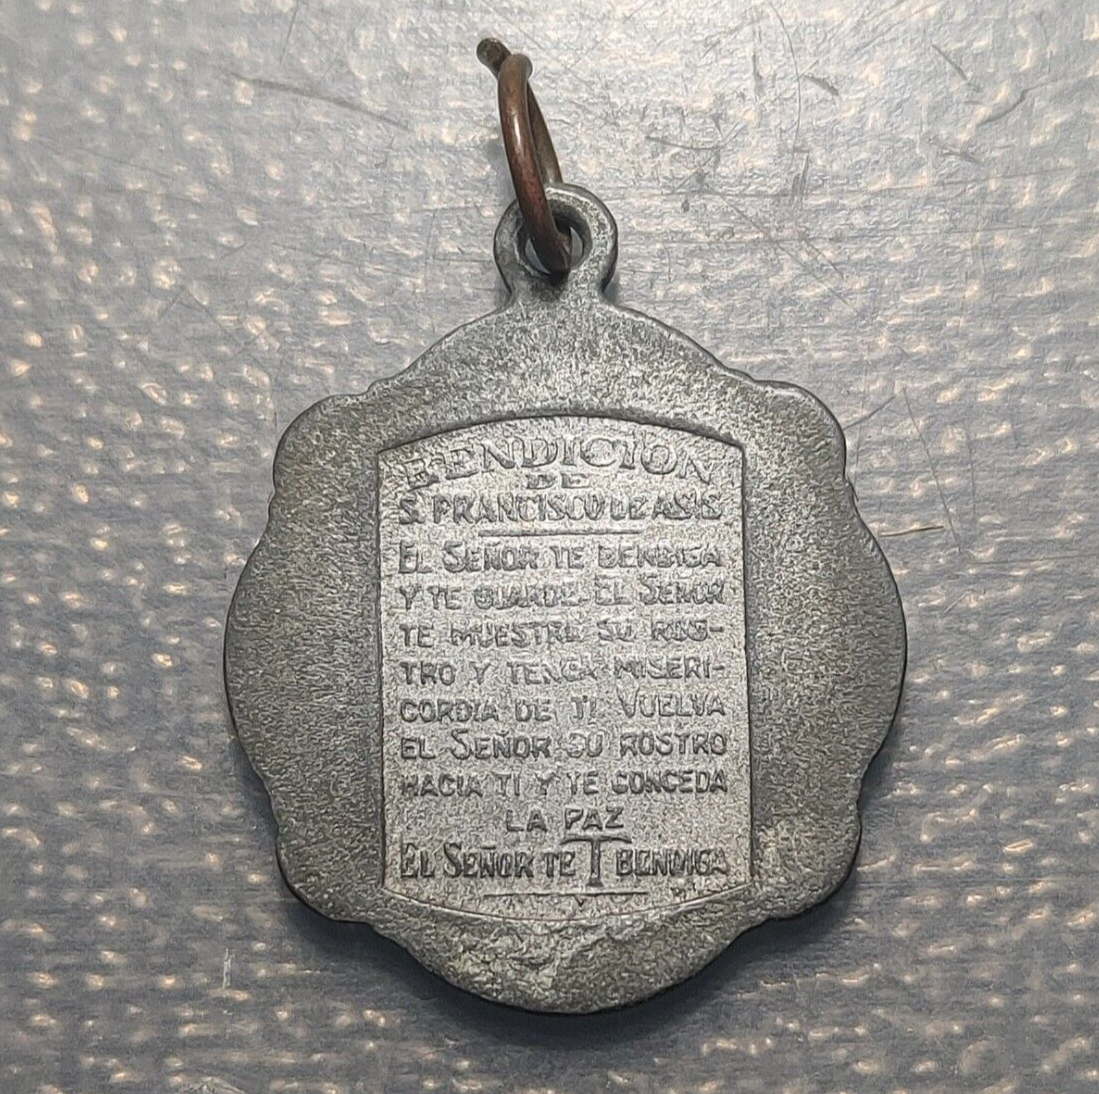 BENDICION
DE
S. FRANCISCO DE ASIS
EL SEÑOR TE BENDIGA
Y TE GUARDE. EL SEÑOR
TE MUESTRE SU ROS-
TRO Y TENGA MISERI-
CORDIA DE TI VUELVA
EL SEÑOR SU ROSTRO
HACIA TI Y TE CONCEDA
LA PAZ
EL SEÑOR TE T BENDIGA